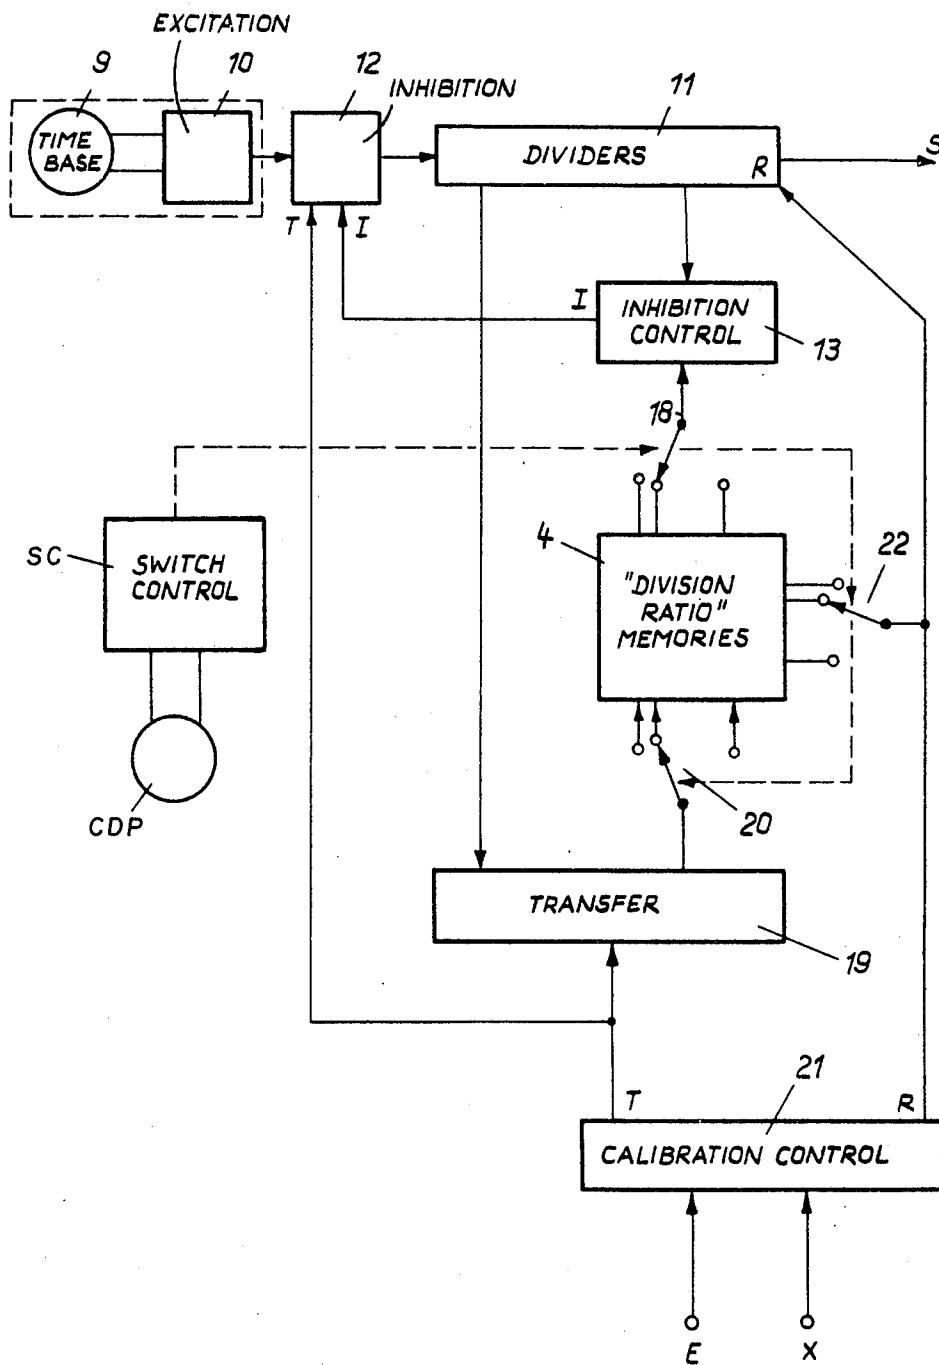 EXCITATION
9
10
12
INHIBITION
11
TIME
BASE
DIVIDERS
R
S
T
I
I
INHIBITION
CONTROL
13
18
4
22
SC
SWITCH
CONTROL
"DIVISION
RATIO"
MEMORIES
CDP
20
TRANSFER
19
21
T
R
CALIBRATION CONTROL
E
X